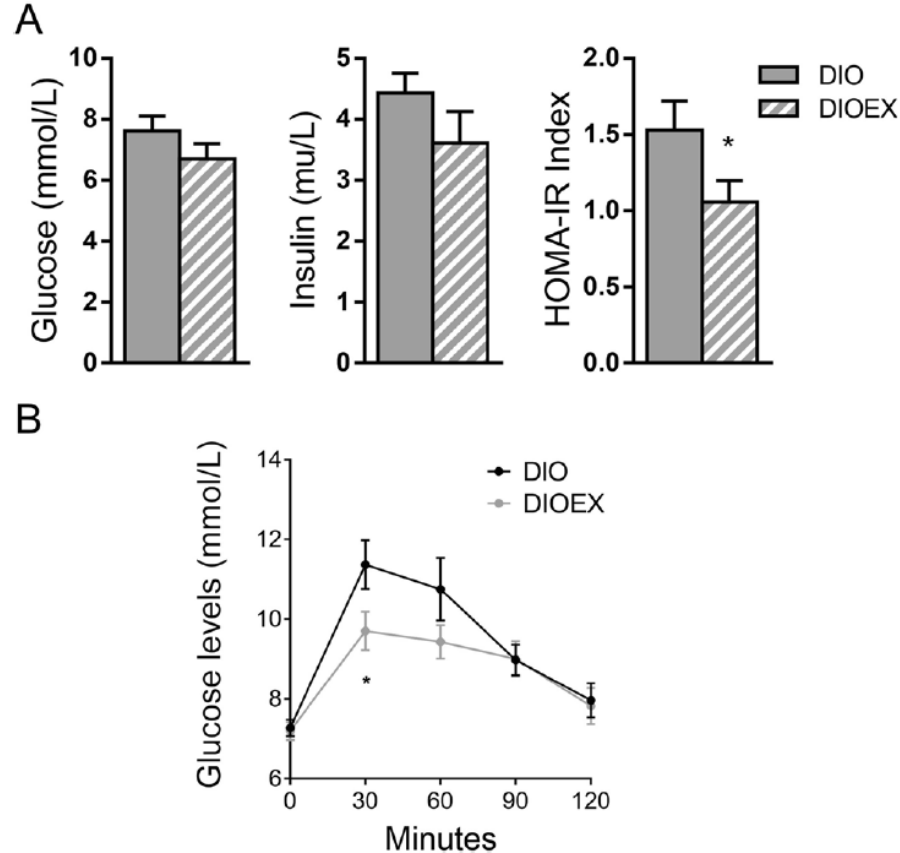 A
Glucose (mmol/L)
10
8
6
4
2
0
Insulin (mu/L)
5
4
3
2
1
0
HOMA-IR Index
2.0
1.5
1.0
0.5
0.0
*
DIO
DIOEX
B
Glucose levels (mmol/L)
14
12
10
8
6
DIO
DIOEX
*
0 30 60 90 120
Minutes